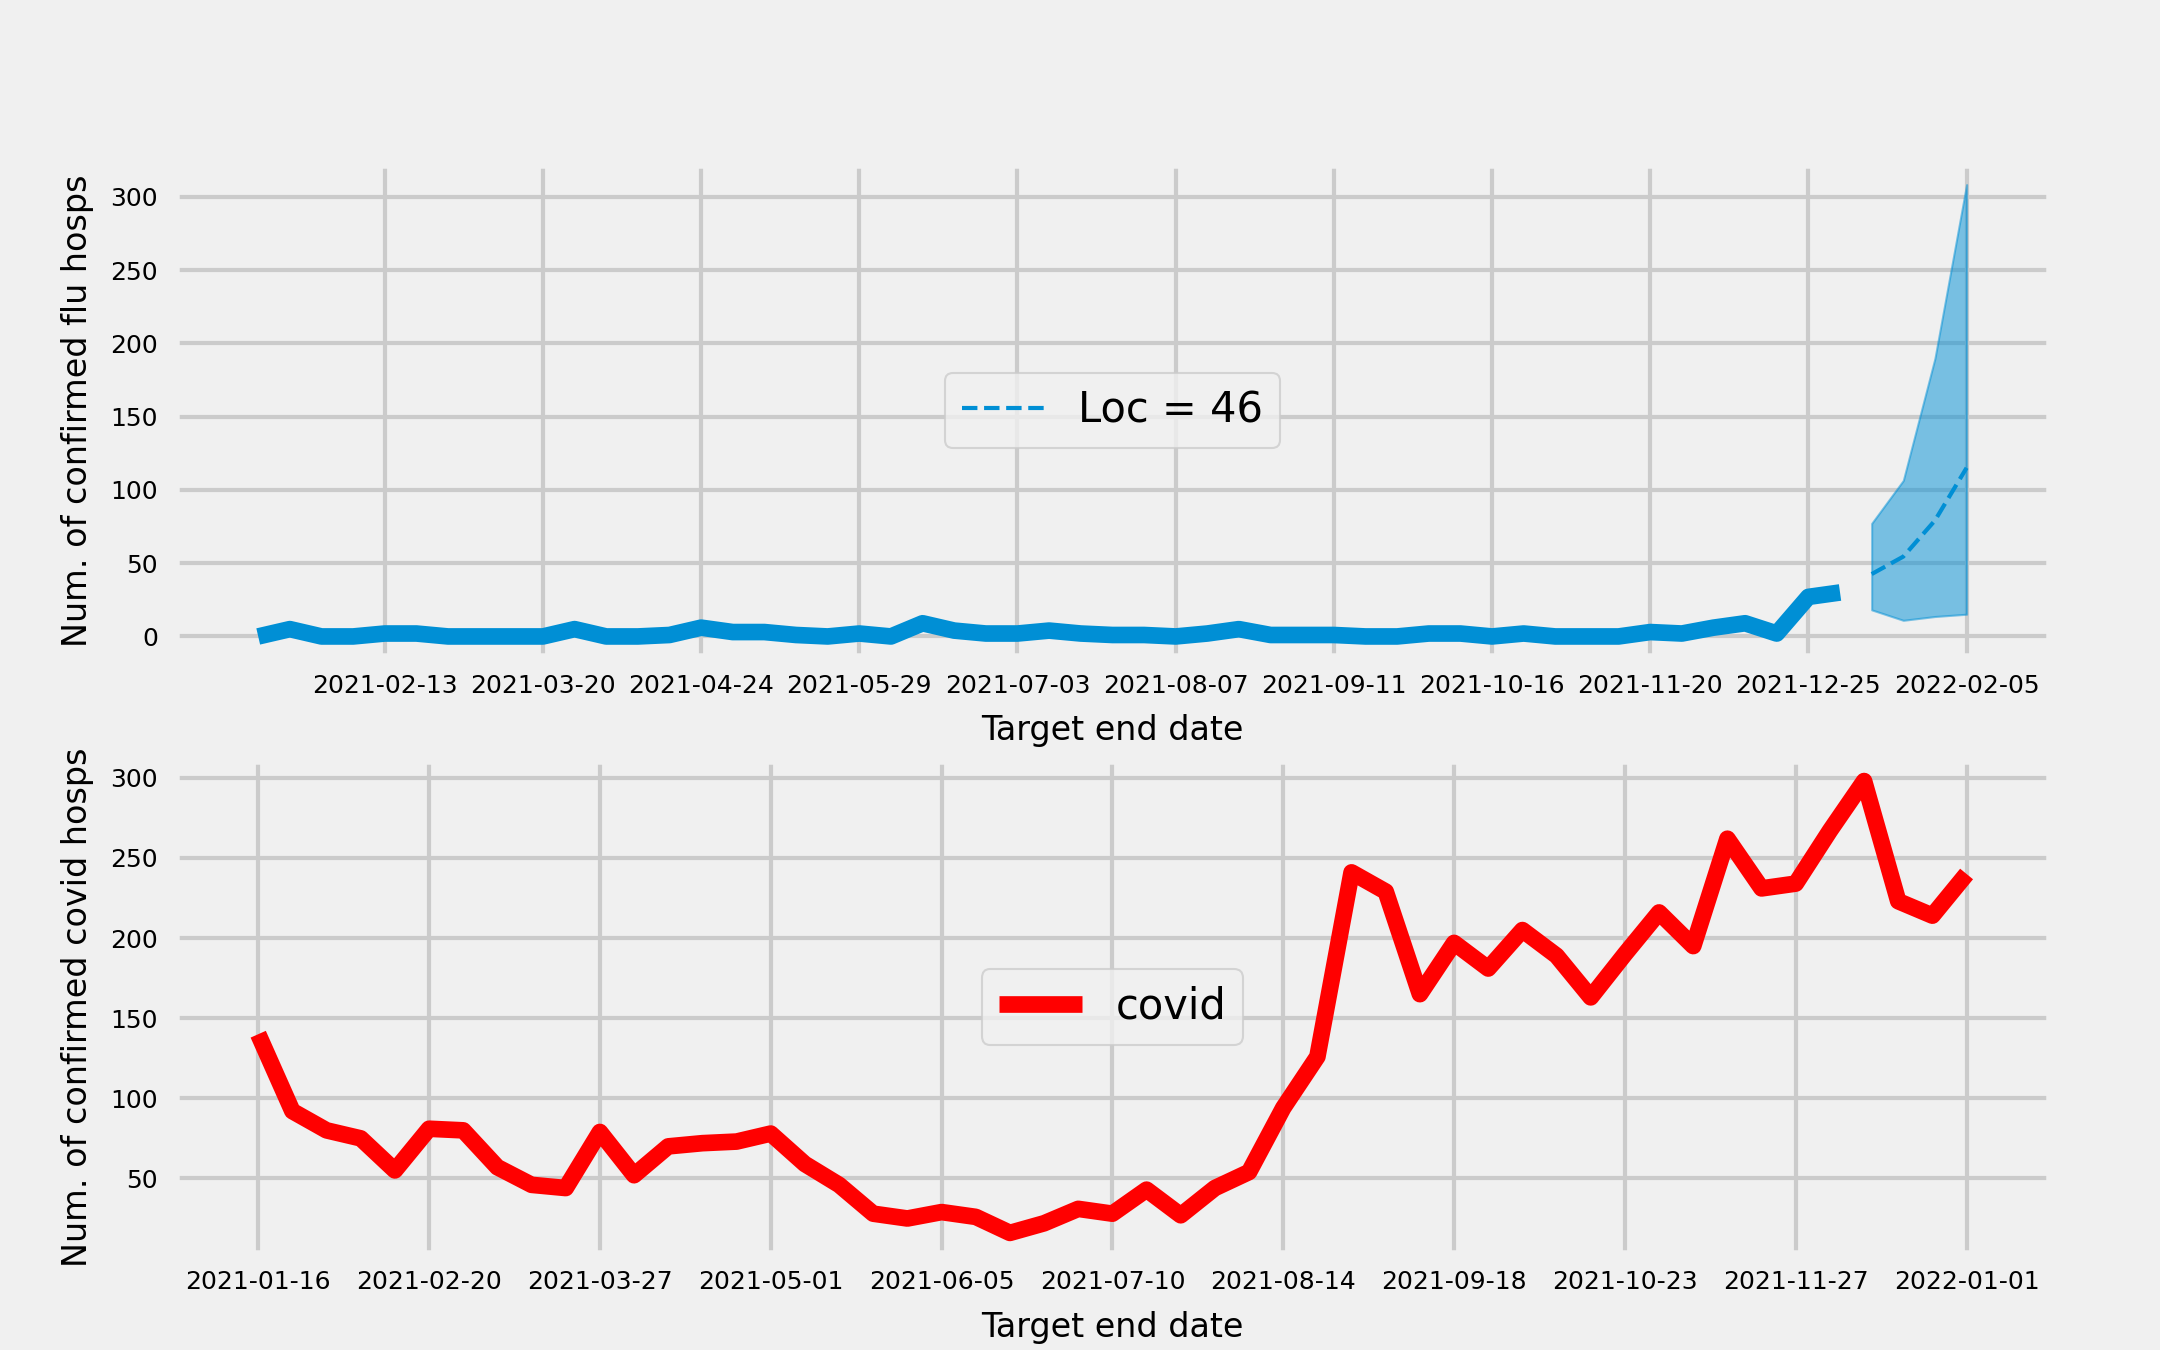 Num. of confirmed flu hosps
300
250
200
150
100
50
0
Loc = 46
2021-02-13 2021-03-20 2021-04-24 2021-05-29 2021-07-03 2021-08-07 2021-09-11 2021-10-16 2021-11-20 2021-12-25 2022-02-05
Target end date
Num. of confirmed covid hosps
300
250
200
150
100
50
covid
2021-01-16 2021-02-20 2021-03-27 2021-05-01 2021-06-05 2021-07-10 2021-08-14 2021-09-18 2021-10-23 2021-11-27 2022-01-01
Target end date